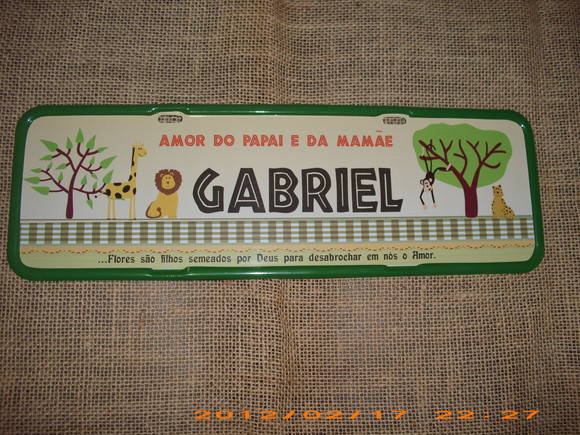 AMOR DO PAPAI E DA MAMÃE
GABRIEL
...Flores são filhos semeados por Deus para desabrochar em nós o Amor.
2012/02/17 22:27